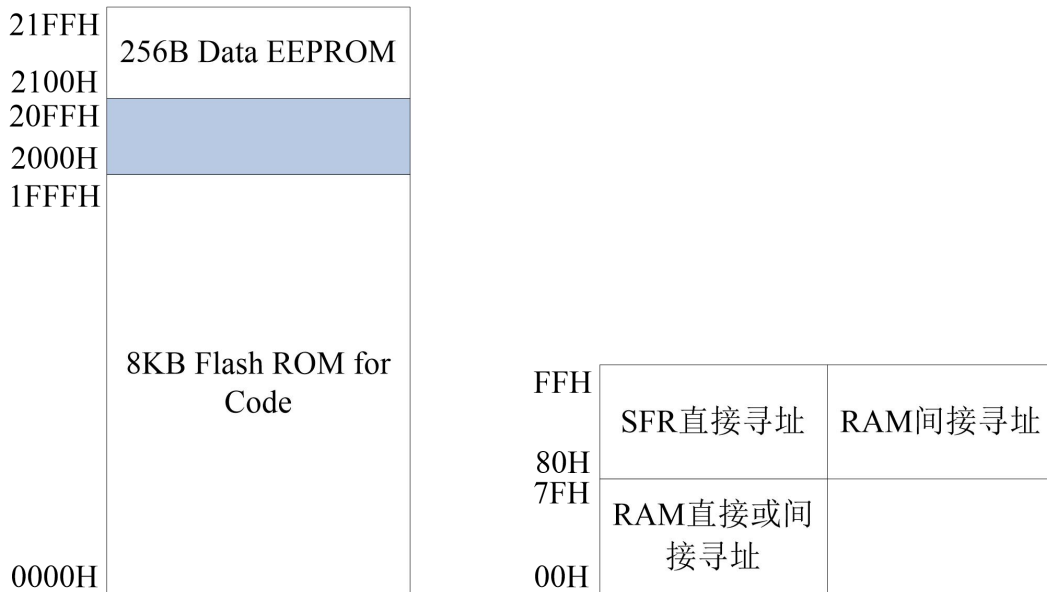 21FFH
256B Data EEPROM
2100H
20FFH
2000H
1FFFH
8KB Flash ROM for
Code
0000H
FFH
SFR直接寻址
RAM间接寻址
80H
7FH
RAM直接或间
接寻址
00H